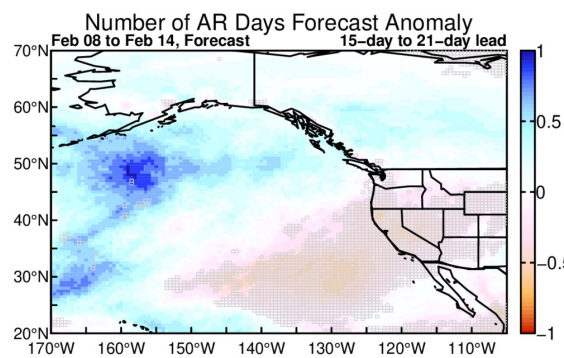 Number of AR Days Forecast Anomaly
Feb 08 to Feb 14, Forecast 15−day to 21−day lead
70°N
60°N
50°N
40°N
30°N
20°N
170°W 160°W 150°W 140°W 130°W 120°W 110°W
1
0.5
0
−0.5
−1